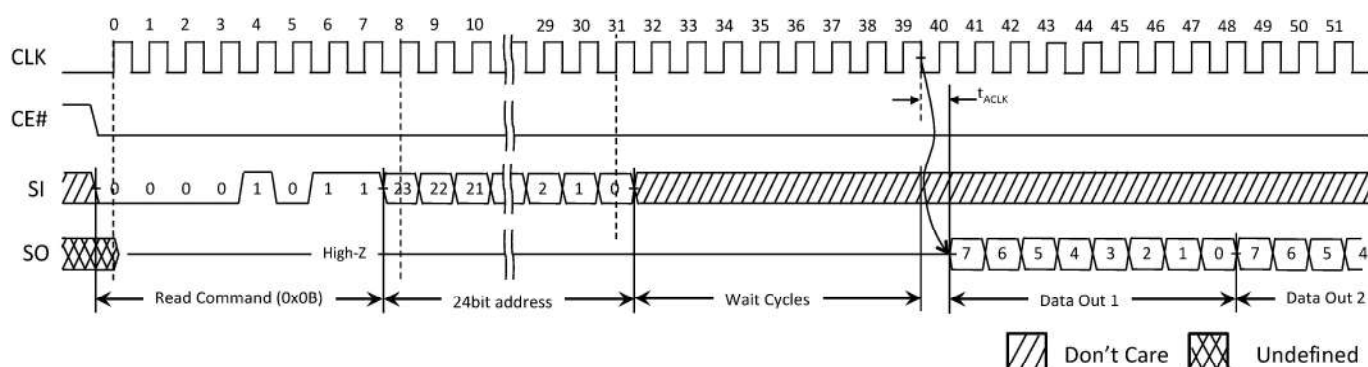 0 1 2 3 4 5 6 7 8 9 10 29 30 31 32 33 34 35 36 37 38 39 40 41 42 43 44 45 46 47 48 49 50 51
CLK
tACLK
CE#
SI 0 0 0 0 1 0 1 1 23 22 21 2 1 0
SO High-Z 7 6 5 4 3 2 1 0 7 6 5 4
Read Command (0x0B) 24bit address Wait Cycles Data Out 1 Data Out 2
Don't Care Undefined